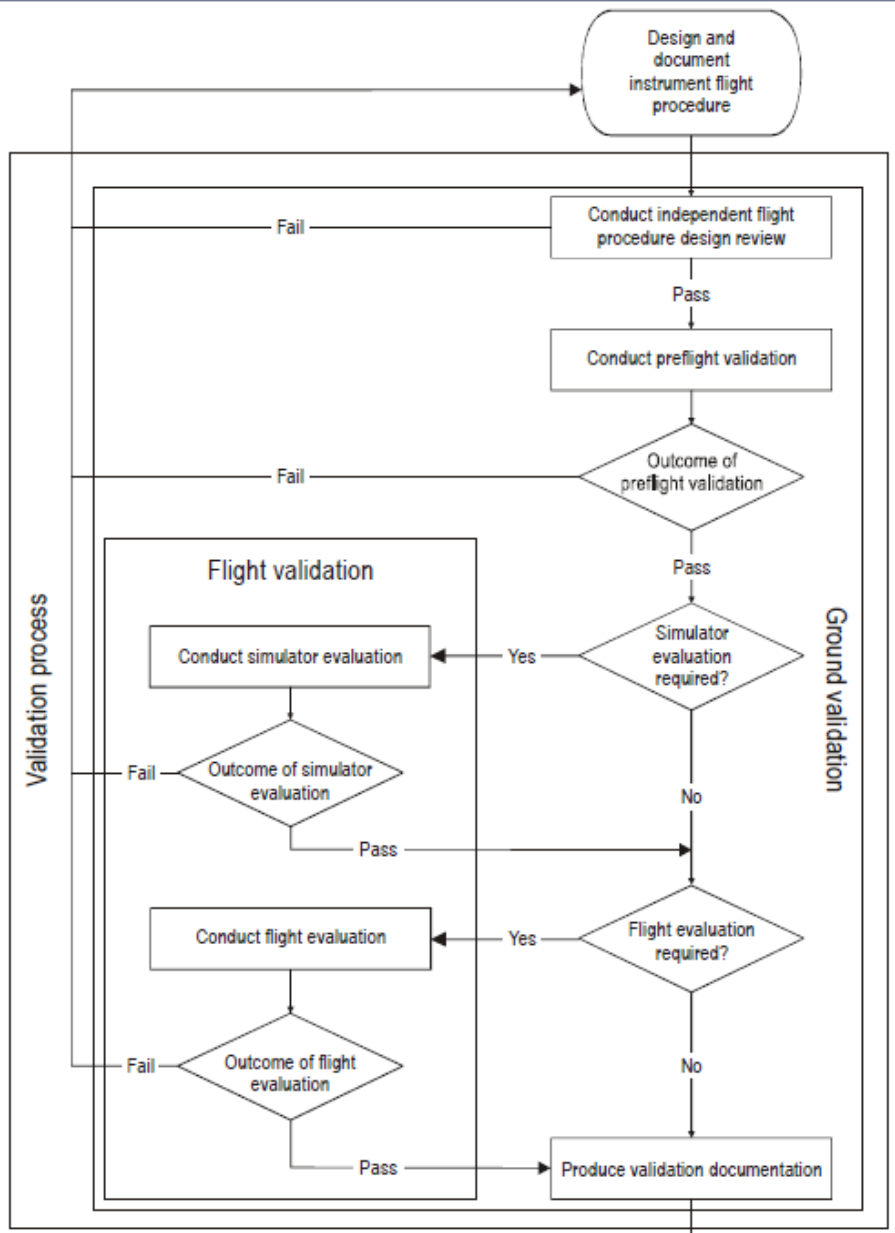 Design and
document
instrument flight
procedure
Conduct independent flight
procedure design review
Fail
Pass
Conduct preflight validation
Outcome of
preflight validation
Fail
Pass
Flight validation
Simulator
evaluation
required?
Yes
Conduct simulator evaluation
Validation process
Ground validation
Outcome of simulator
evaluation
Fail
No
Pass
Flight evaluation
required?
Yes
Conduct flight evaluation
Outcome of flight
evaluation
Fail
No
Pass
Produce validation documentation